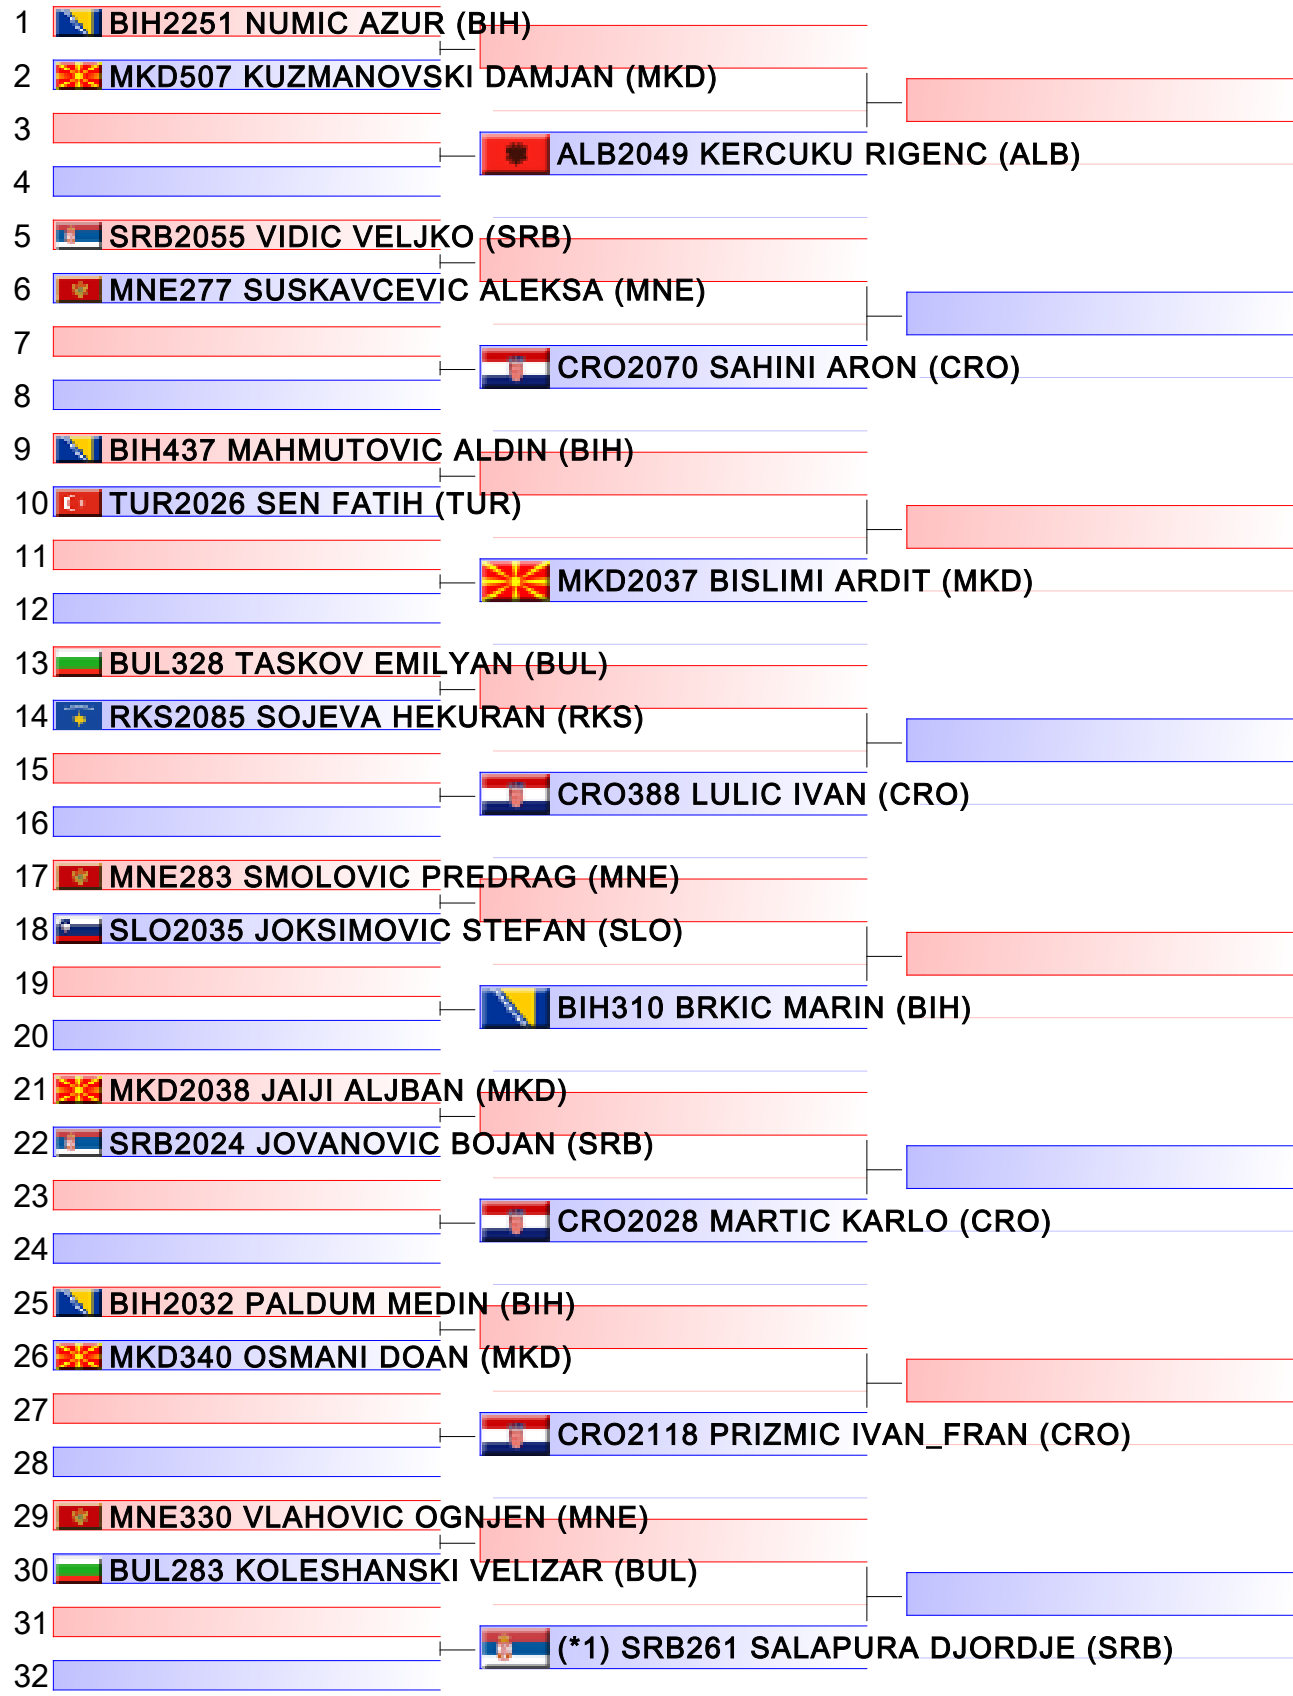 1 BIH2251 NUMIC AZUR (BIH)
2 MKD507 KUZMANOVSKI DAMJAN (MKD)
3
ALB2049 KERCUKU RIGENC (ALB)
4
5 SRB2055 VIDIC VELJKO (SRB)
6 MNE277 SUSKAVCEVIC ALEKSA (MNE)
7
CRO2070 SAHINI ARON (CRO)
8
9 BIH437 MAHMUTOVIC ALDIN (BIH)
10 TUR2026 SEN FATIH (TUR)
11
MKD2037 BISLIMI ARDIT (MKD)
12
13 BUL328 TASKOV EMILYAN (BUL)
14 RKS2085 SOJEVA HEKURAN (RKS)
15
CRO388 LULIC IVAN (CRO)
16
17 MNE283 SMOLOVIC PREDRAG (MNE)
18 SLO2035 JOKSIMOVIC STEFAN (SLO)
19
BIH310 BRKIC MARIN (BIH)
20
21 MKD2038 JAIJI ALJBAN (MKD)
22 SRB2024 JOVANOVIC BOJAN (SRB)
23
CRO2028 MARTIC KARLO (CRO)
24
25 BIH2032 PALDUM MEDIN (BIH)
26 MKD340 OSMANI DOAN (MKD)
27
CRO2118 PRIZMIC IVAN_FRAN (CRO)
28
29 MNE330 VLAHOVIC OGNJEN (MNE)
30 BUL283 KOLESHANSKI VELIZAR (BUL)
31
(*1) SRB261 SALAPURA DJORDJE (SRB)
32